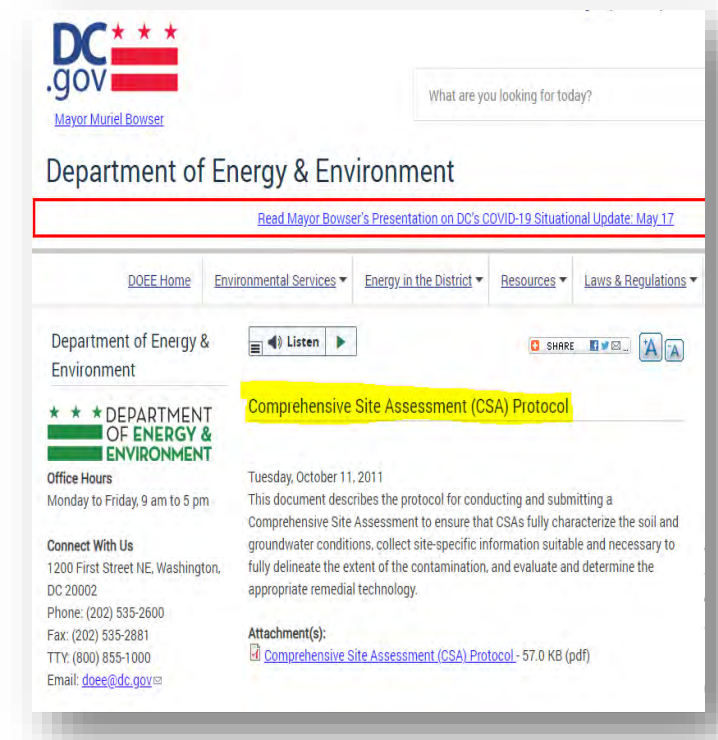 DC
.gov
Mayor Muriel Bowser
What are you looking for today?
Department of Energy & Environment
Read Mayor Bowser's Presentation on DC's COVID-19 Situational Update: May 17
DOEE Home Environmental Services Energy in the District Resources Laws & Regulations
Department of Energy &
Environment
DEPARTMENT
OF ENERGY &
ENVIRONMENT
Office Hours
Monday to Friday, 9 am to 5 pm
Connect With Us
1200 First Street NE, Washington,
DC 20002
Phone: (202) 535-2600
Fax: (202) 535-2881
TTY: (800) 855-1000
Email: doee@dc.gov
Listen
SHARE
+A -A
Comprehensive Site Assessment (CSA) Protocol
Tuesday, October 11, 2011
This document describes the protocol for conducting and submitting a
Comprehensive Site Assessment to ensure that CSAs fully characterize the soil and
groundwater conditions, collect site-specific information suitable and necessary to
fully delineate the extent of the contamination, and evaluate and determine the
appropriate remedial technology.
Attachment(s):
Comprehensive Site Assessment (CSA) Protocol - 57.0 KB (pdf)